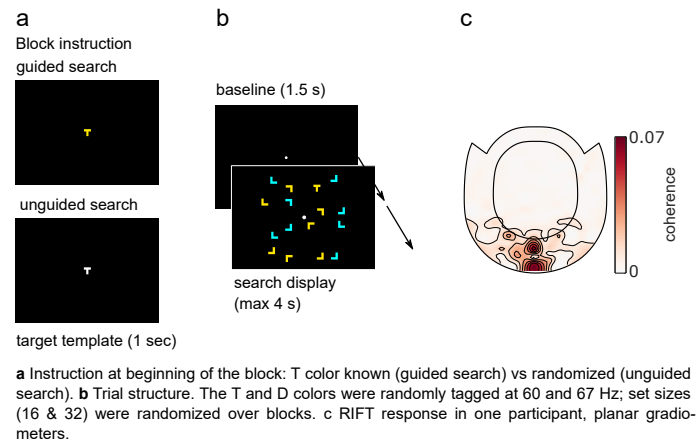 a
Block instruction
guided search
unguided search
target template (1 sec)
b
baseline (1.5 s)
search display
(max 4 s)
c
0.07
coherence
0
a Instruction at beginning of the block: T color known (guided search) vs randomized (unguided
search). b Trial structure. The T and D colors were randomly tagged at 60 and 67 Hz; set sizes
(16 & 32) were randomized over blocks. c RIFT response in one participant, planar gradio-
meters.